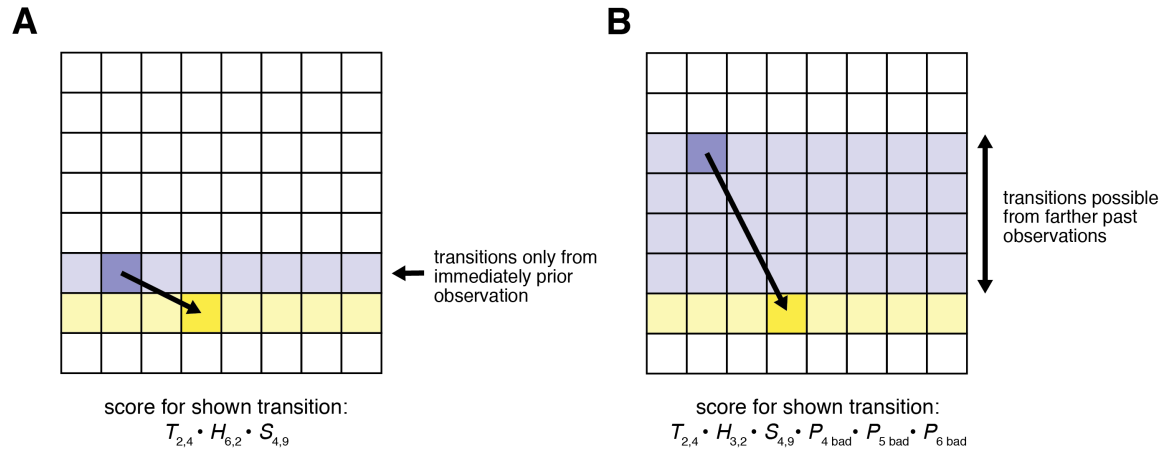 A
B
transitions only from
immediately prior
observation
transitions possible
from farther past
observations
score for shown transition:
T2,4 • H6,2 • S4,9
score for shown transition:
T2,4 • H3,2 • S4,9 • P4 bad • P5 bad • P6 bad